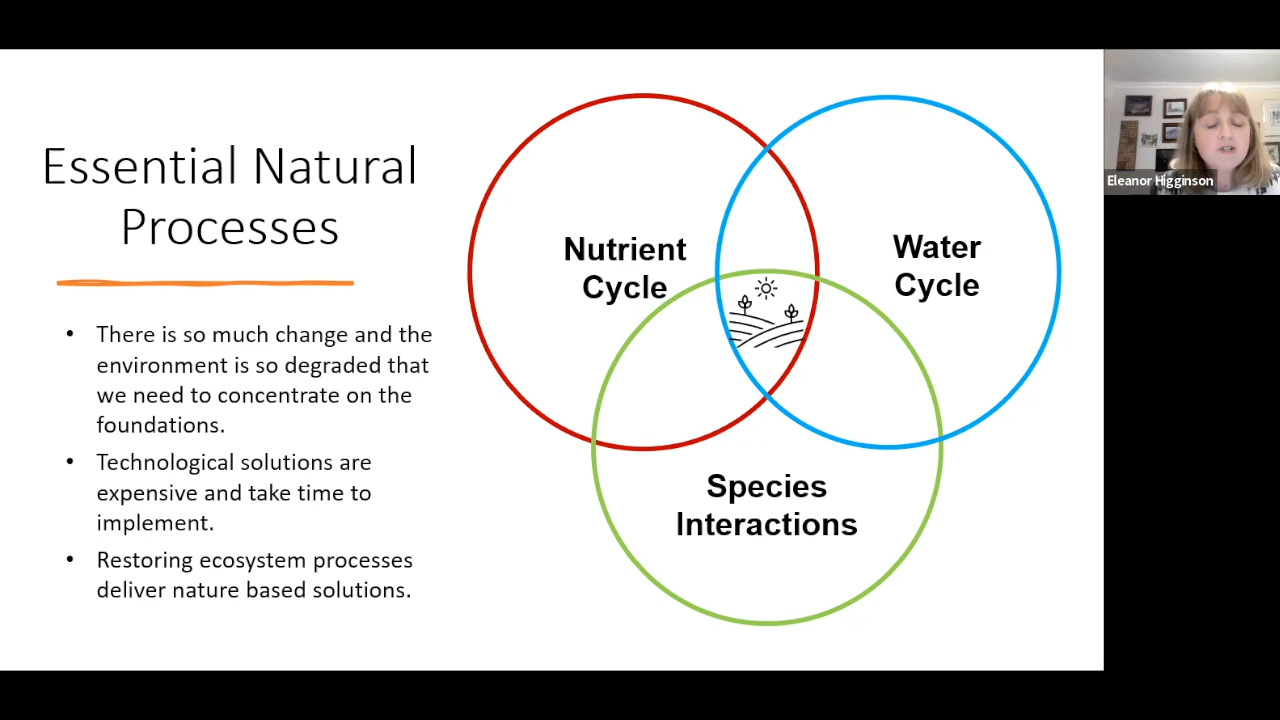 Essential Natural
Processes
• There is so much change and the
environment is so degraded that
we need to concentrate on the
foundations.
• Technological solutions are
expensive and take time to
implement.
• Restoring ecosystem processes
deliver nature based solutions.
Nutrient
Cycle
Water
Cycle
Species
Interactions
Eleanor Higginson